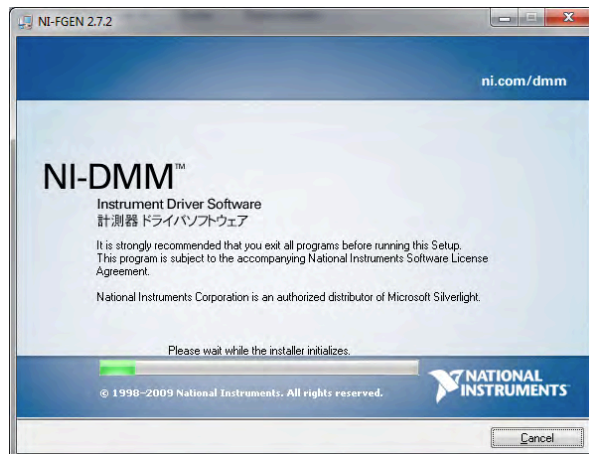 NI-FGEN 2.7.2
ni.com/dmm
NI-DMM™
Instrument Driver Software
計測器 ドライバソフトウェア
It is strongly recommended that you exit all programs before running this Setup.
This program is subject to the accompanying National Instruments Software License
Agreement.
National Instruments Corporation is an authorized distributor of Microsoft Silverlight.
Please wait while the installer initializes.
© 1998–2009 National Instruments. All rights reserved.
NATIONAL
INSTRUMENTS
Cancel